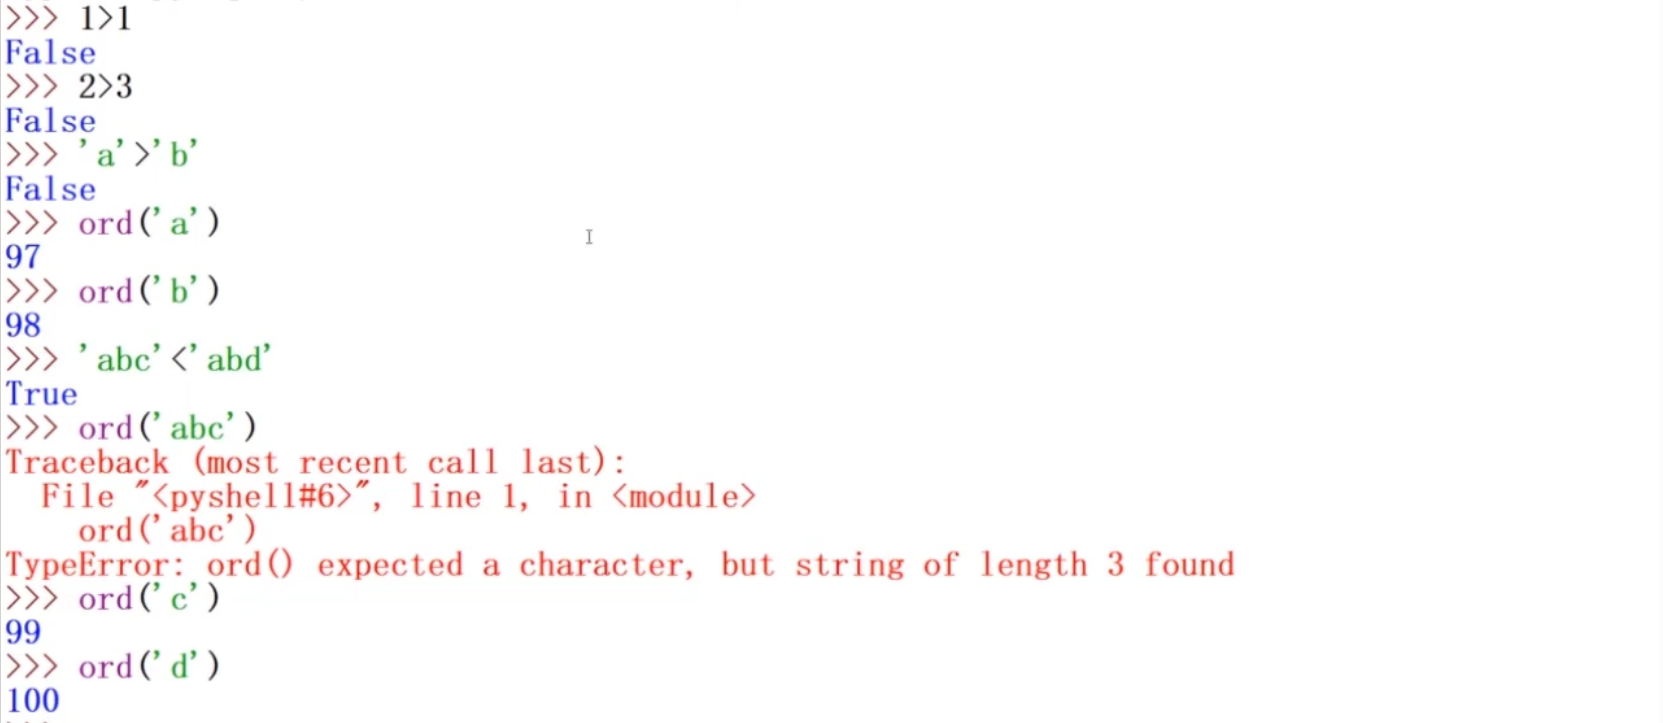 >>> 1>1
False
>>> 2>3
False
>>> 'a'>'b'
False
>>> ord('a')
97
>>> ord('b')
98
>>> 'abc'<'abd'
True
>>> ord('abc')
Traceback (most recent call last):
  File "<pyshell#6>", line 1, in <module>
    ord('abc')
TypeError: ord() expected a character, but string of length 3 found
>>> ord('c')
99
>>> ord('d')
100